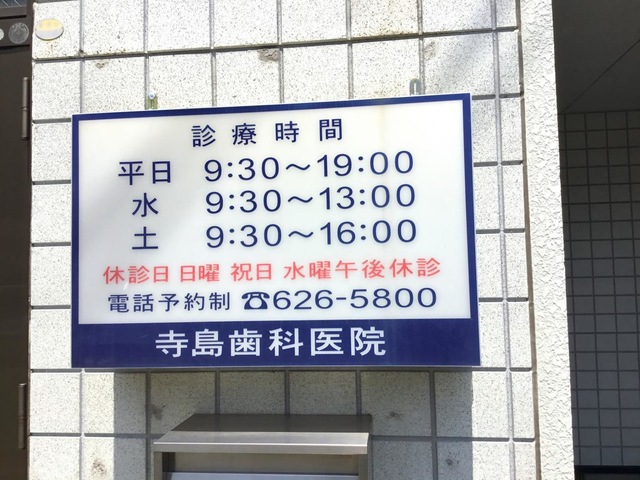 診療時間
平日 9:30～19:00
水 9:30～13:00
土 9:30～16:00
休診日 日曜 祝日 水曜午後休診
電話予約制 ☎626-5800
寺島歯科医院